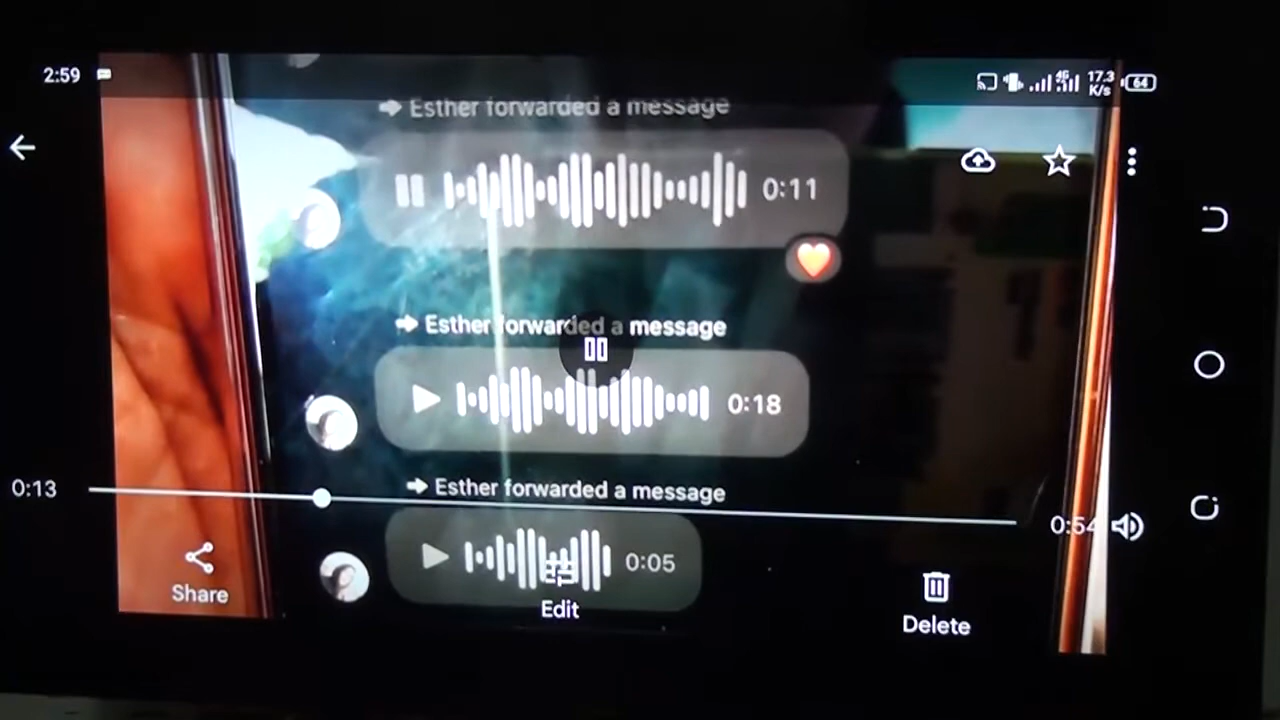 2:59
4G 17.3 K/s 64
Esther forwarded a message
0:11
Esther forwarded a message
0:18
0:13
Esther forwarded a message
0:54
0:05
Share
Edit
Delete